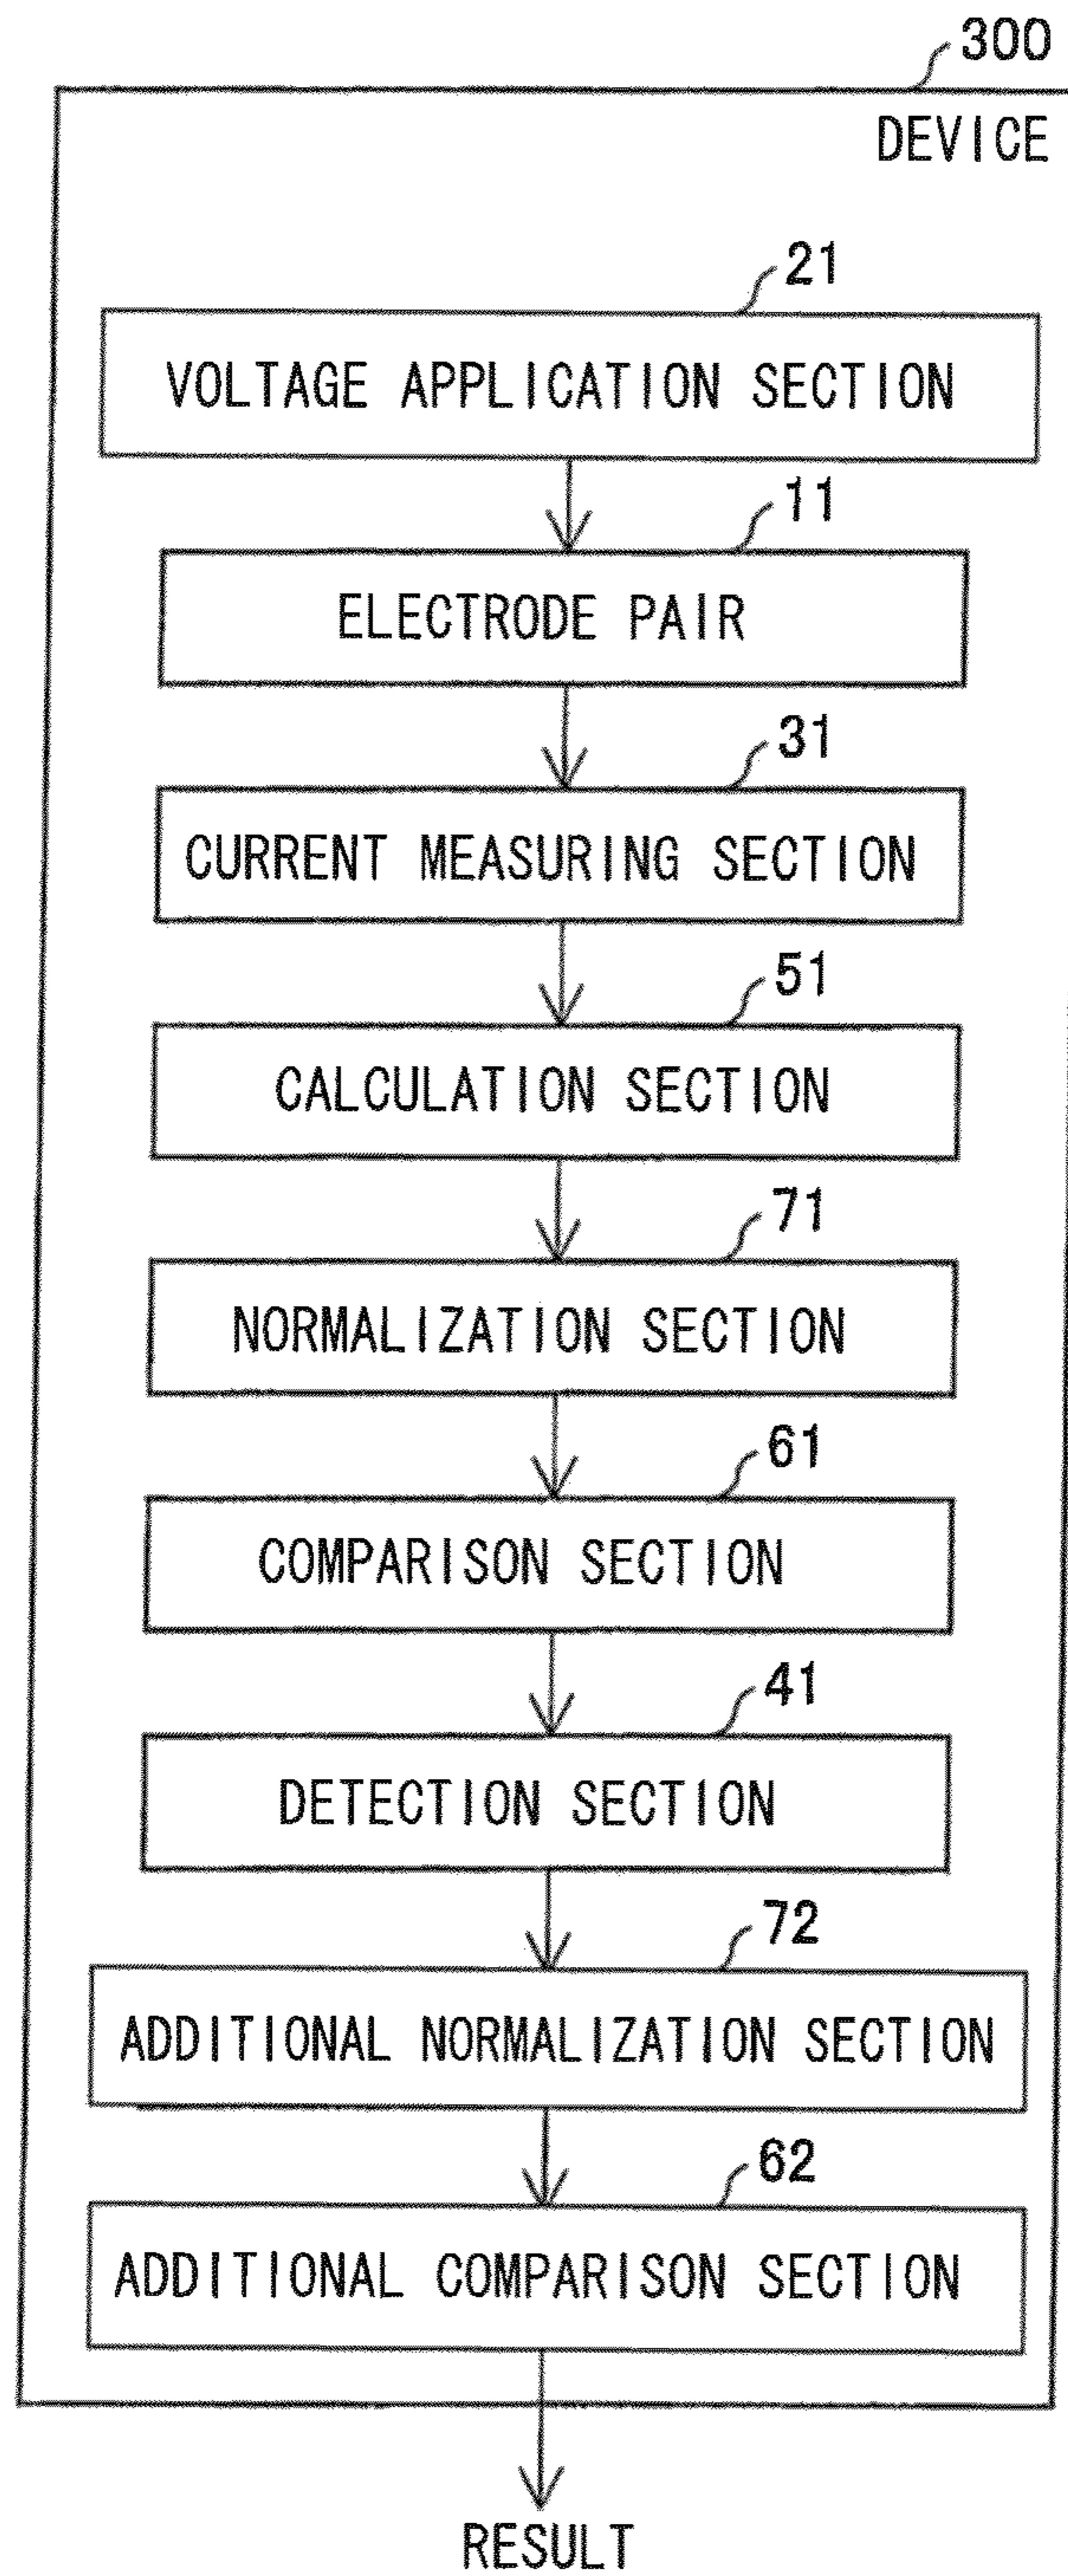 300
DEVICE
21
VOLTAGE APPLICATION SECTION
11
ELECTRODE PAIR
31
CURRENT MEASURING SECTION
51
CALCULATION SECTION
71
NORMALIZATION SECTION
61
COMPARISON SECTION
41
DETECTION SECTION
72
ADDITIONAL NORMALIZATION SECTION
62
ADDITIONAL COMPARISON SECTION
RESULT